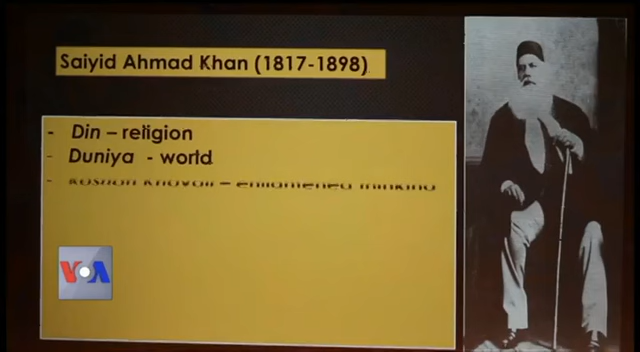 Saiyid Ahmad Khan (1817-1898)
- Din – religion
- Duniya - world
VOA